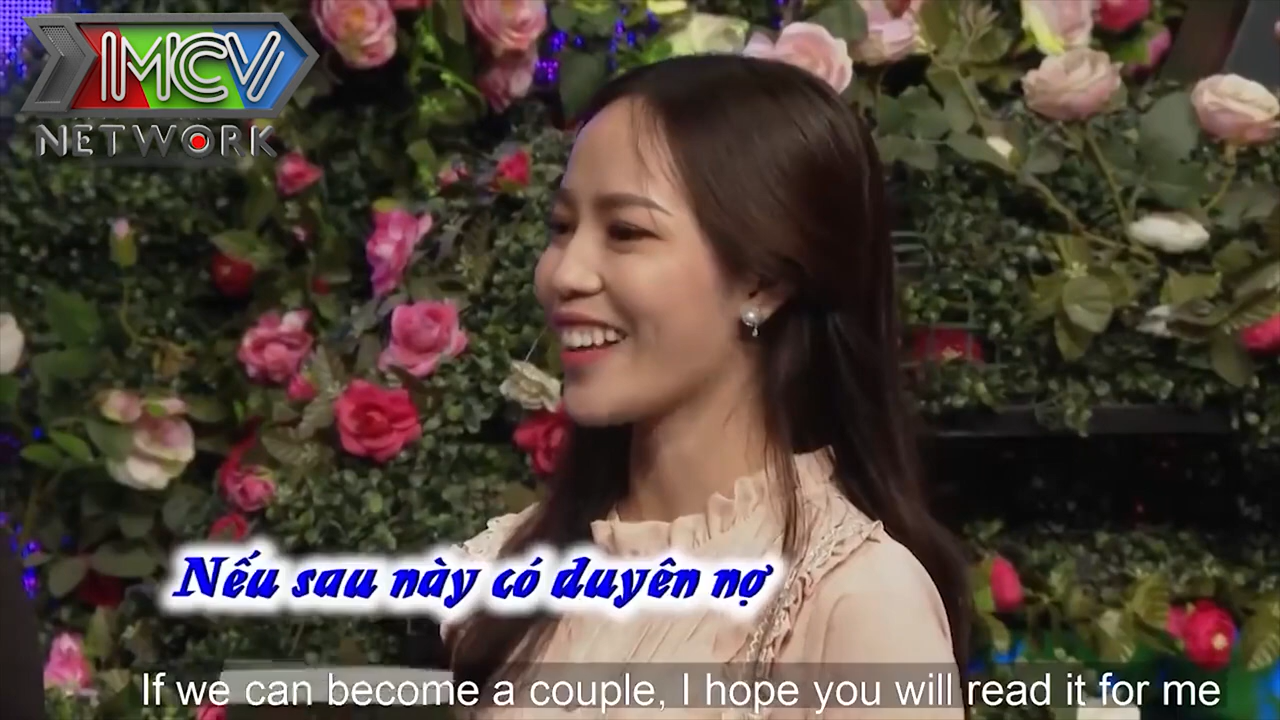 MCV
NETWORK
Nếu sau này có duyên nợ
If we can become a couple, I hope you will read it for me